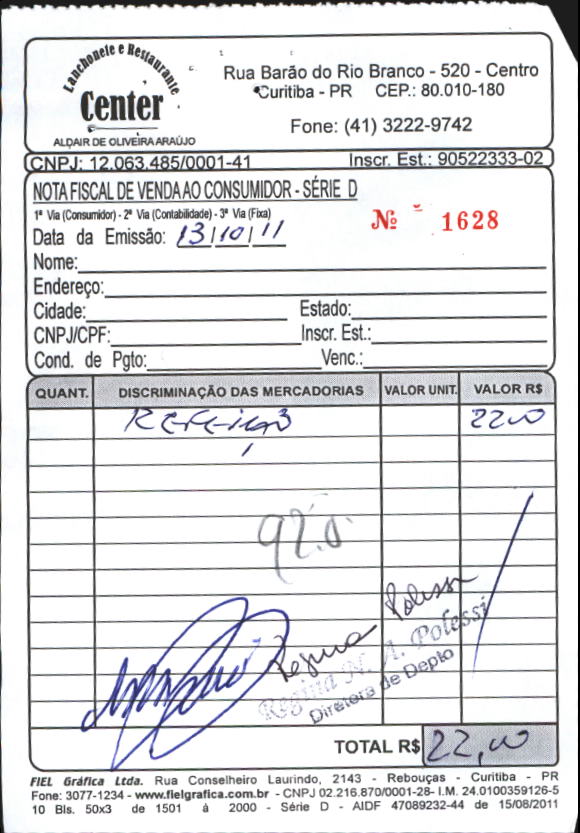 Lanchonete e Restaurante
Center
ALDAIR DE OLIVEIRA ARAÚJO
Rua Barão do Rio Branco - 520 - Centro
Curitiba - PR CEP.: 80.010-180
Fone: (41) 3222-9742
CNPJ: 12.063.485/0001-41 Inscr. Est.: 90522333-02
NOTA FISCAL DE VENDA AO CONSUMIDOR - SÉRIE D
1ª Via (Consumidor) - 2ª Via (Contabilidade) - 3ª Via (Fixa)
Nº 1628
Data da Emissão: 13/10/11
Nome:
Endereço:
Cidade: Estado:
CNPJ/CPF: Inscr. Est.:
Cond. de Pgto: Venc.:
QUANT. DISCRIMINAÇÃO DAS MERCADORIAS VALOR UNIT. VALOR R$
Refeição 22,00
Regina Polessi
Regina N. A. Polessi
Diretora de Depto
TOTAL R$ 22,00
FIEL Gráfica Ltda. Rua Conselheiro Laurindo, 2143 - Rebouças - Curitiba - PR
Fone: 3077-1234 - www.fielgrafica.com.br - CNPJ 02.216.870/0001-28 - I.M. 24.0100359126-5
10 Bls. 50x3 de 1501 à 2000 - Série D - AIDF 47089232-44 de 15/08/2011